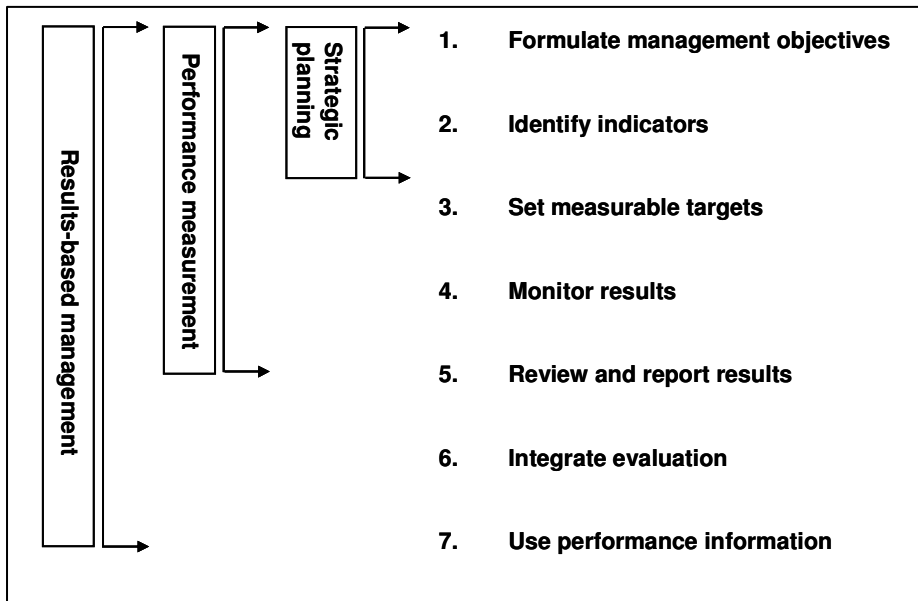 Results-based management
Performance measurement
Strategic
planning
1. Formulate management objectives
2. Identify indicators
3. Set measurable targets
4. Monitor results
5. Review and report results
6. Integrate evaluation
7. Use performance information